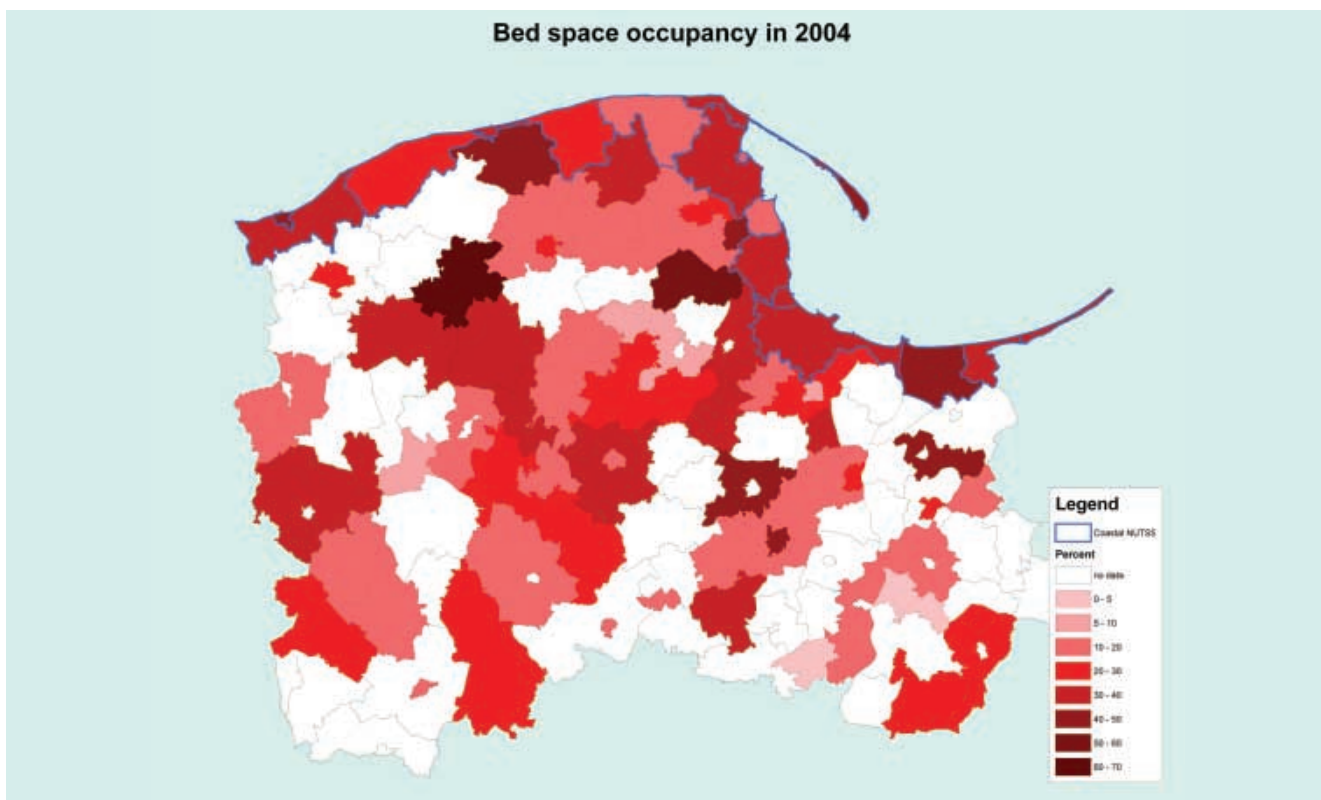 Bed space occupancy in 2004
Legend
Coastal NUTS5
Percent
no data
0 - 5
5 - 10
10 - 20
20 - 30
30 - 40
40 - 50
50 - 60
60 - 70